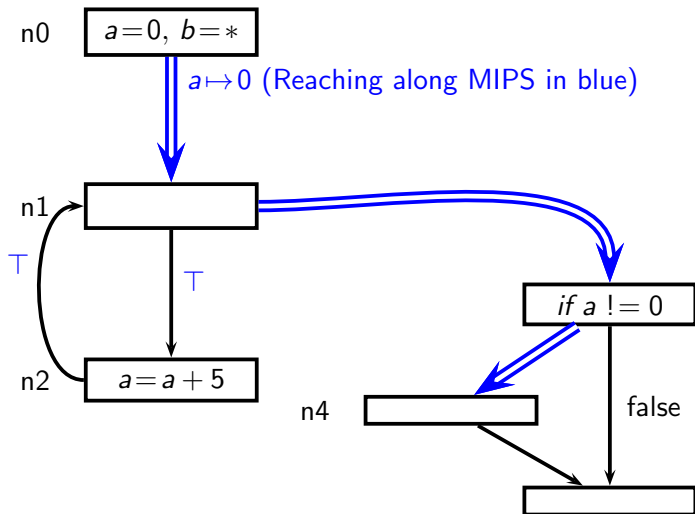 n0
a=0, b=*
a↦0 (Reaching along MIPS in blue)
n1
⊤
⊤
if a != 0
n2
a=a+5
n4
false